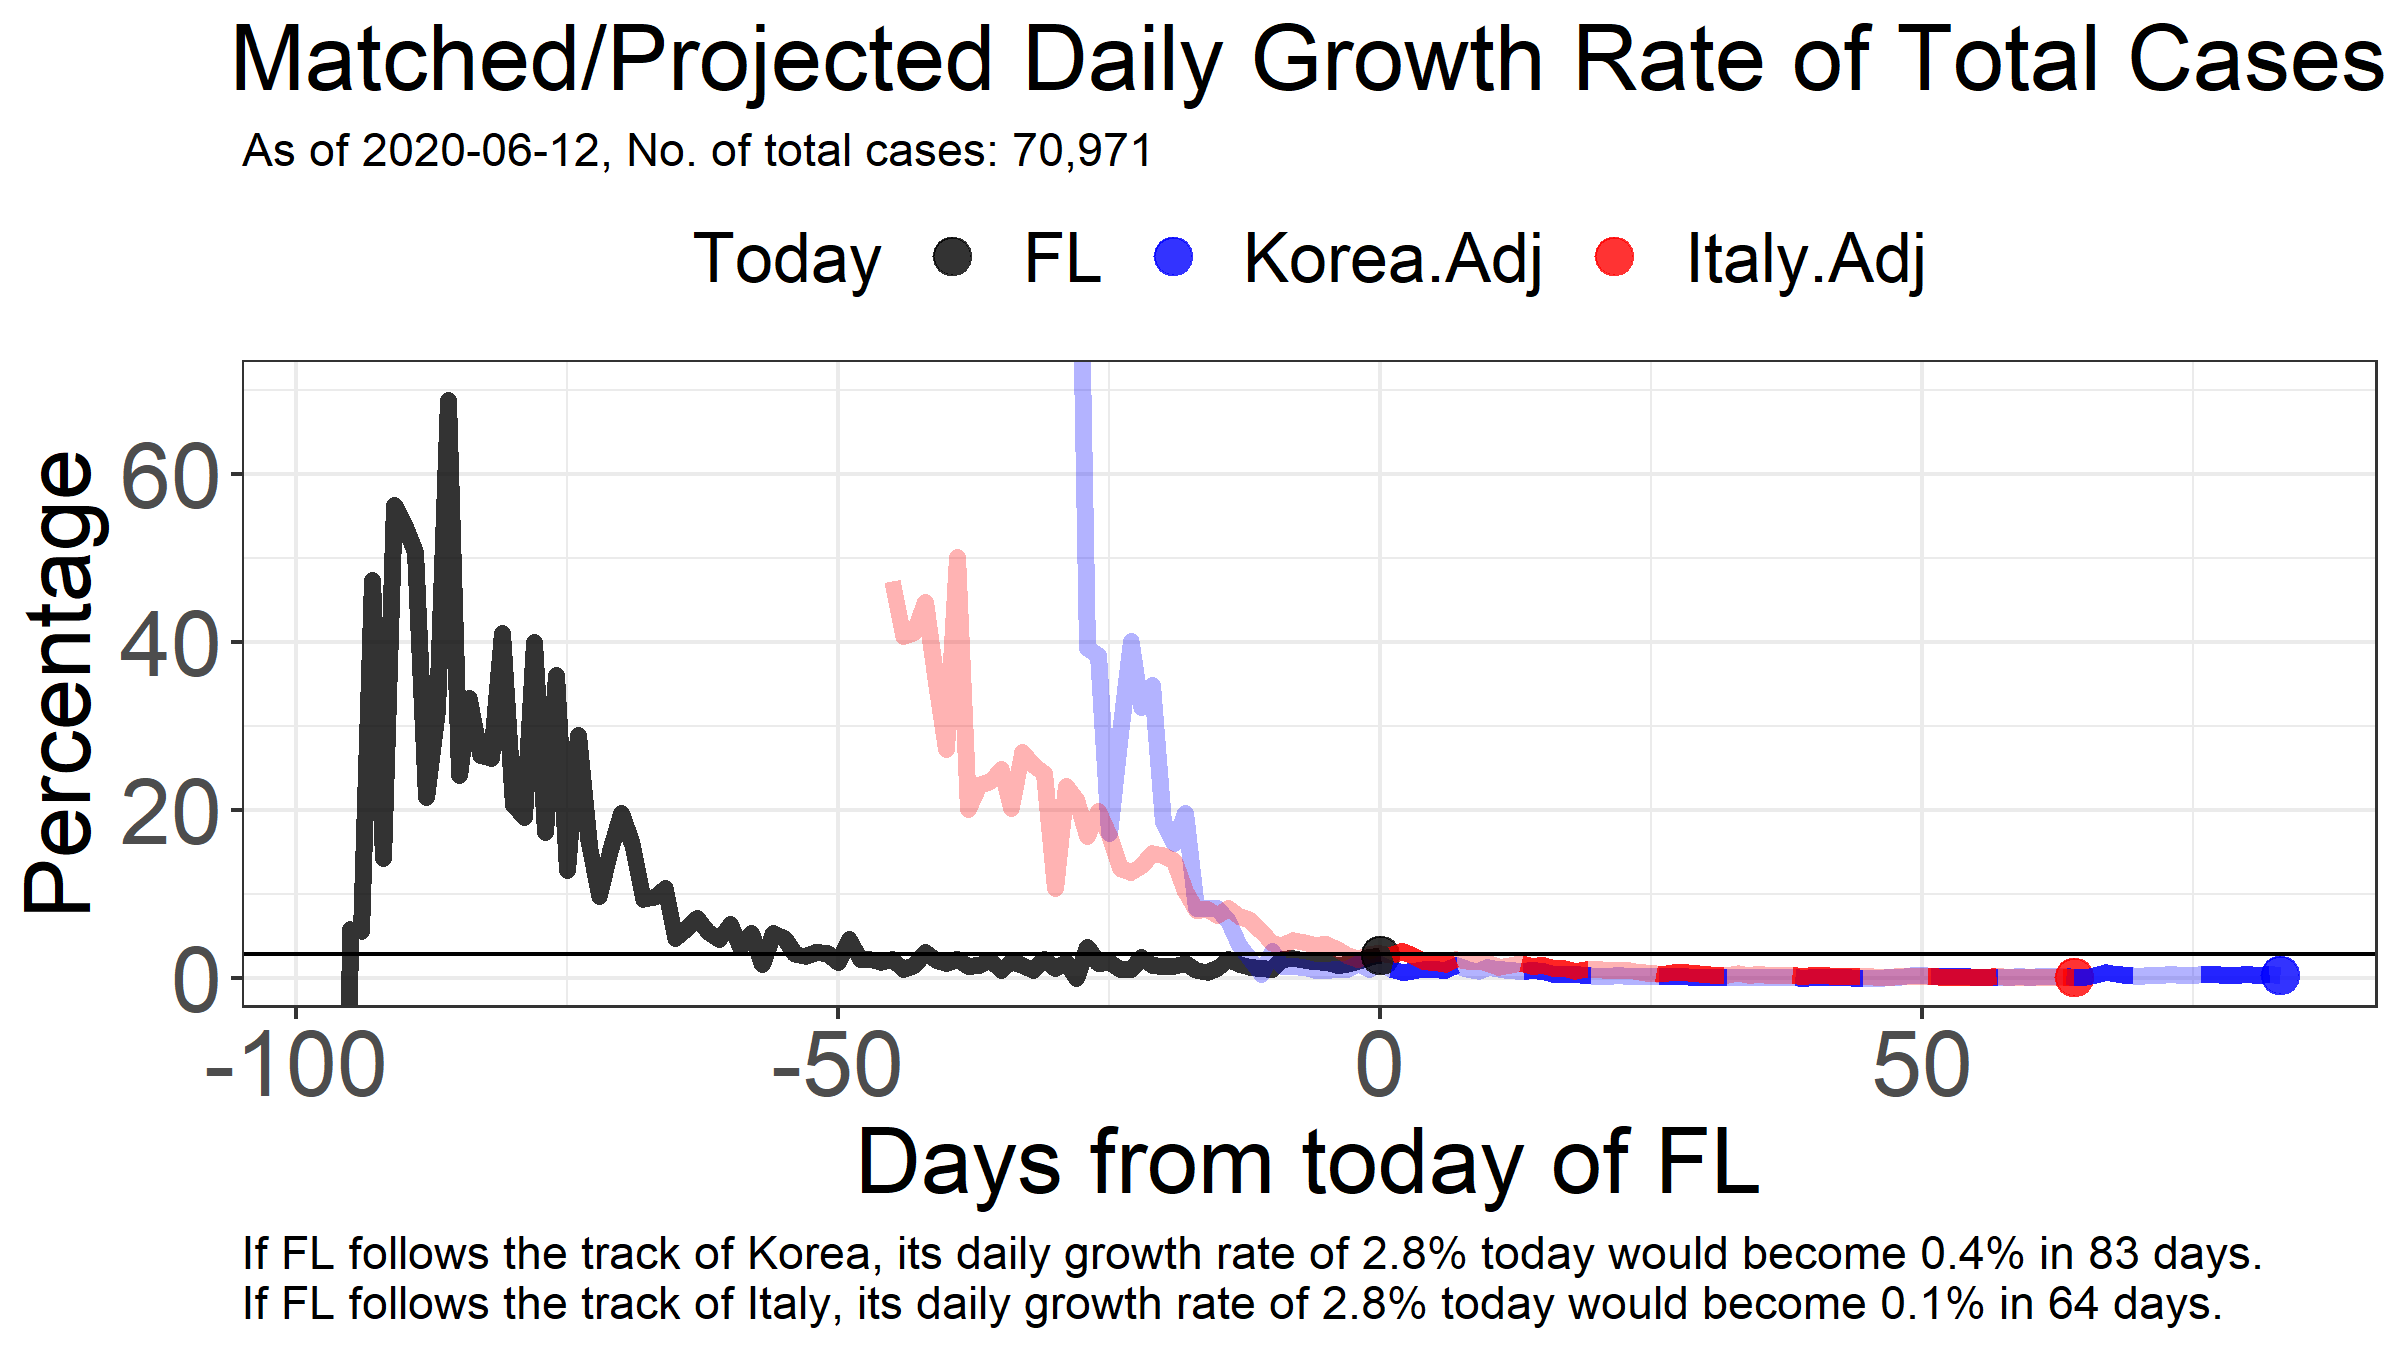 Matched/Projected Daily Growth Rate of Total Cases
As of 2020-06-12, No. of total cases: 70,971
Today FL Korea.Adj Italy.Adj
Percentage
60
40
20
0
-100 -50 0 50
Days from today of FL
If FL follows the track of Korea, its daily growth rate of 2.8% today would become 0.4% in 83 days.
If FL follows the track of Italy, its daily growth rate of 2.8% today would become 0.1% in 64 days.